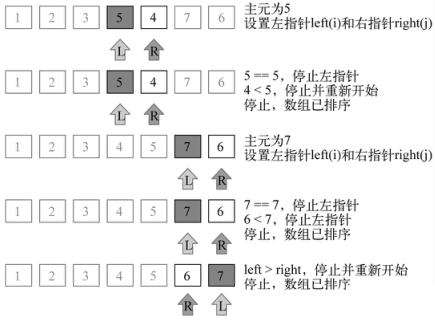 1 2 3 5 4 7 6
主元为5
设置左指针left(i)和右指针right(j)
L R
1 2 3 5 4 7 6
5 == 5，停止左指针
4 < 5，停止并重新开始
停止，数组已排序
L R
1 2 3 4 5 7 6
主元为7
设置左指针left(i)和右指针right(j)
L R
1 2 3 4 5 7 6
7 == 7，停止左指针
6 < 7，停止左指针
停止，数组已排序
L R
1 2 3 4 5 6 7
left > right，停止并重新开始
停止，数组已排序
R L